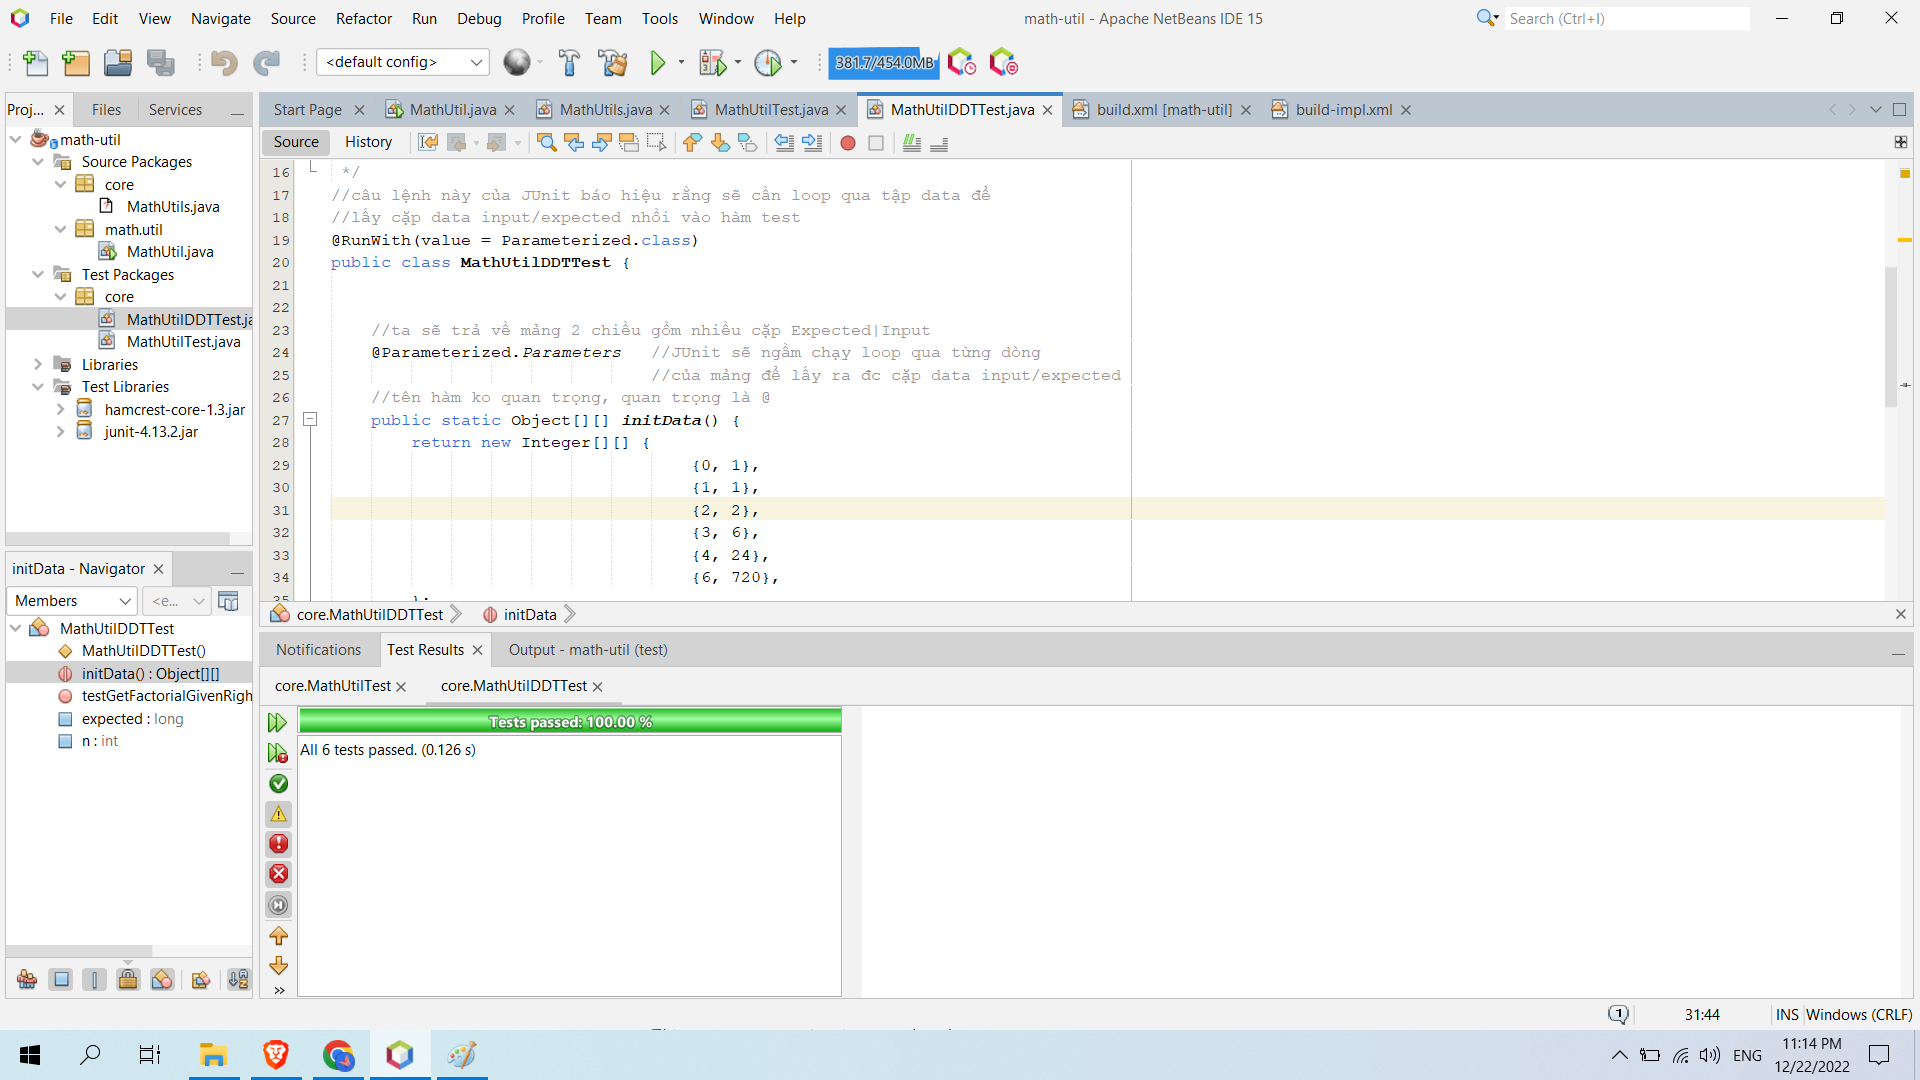 File Edit View Navigate Source Refactor Run Debug Profile Team Tools Window Help
math-util - Apache NetBeans IDE 15
Search (Ctrl+I)
<default config>
381.7/454.0MB
Proj... Files Services
Start Page MathUtil.java MathUtils.java MathUtilTest.java MathUtilDDTTest.java build.xml [math-util] build-impl.xml
Source History
math-util
Source Packages
core
MathUtils.java
math.util
MathUtil.java
Test Packages
core
MathUtilDDTTest.ja
MathUtilTest.java
Libraries
Test Libraries
hamcrest-core-1.3.jar
junit-4.13.2.jar
16 */
17 //câu lệnh này của JUnit báo hiệu rằng sẽ cần loop qua tập data để
18 //lấy cặp data input/expected nhồi vào hàm test
19 @RunWith(value = Parameterized.class)
20 public class MathUtilDDTTest {
21
22
23 //ta sẽ trả về mảng 2 chiều gồm nhiều cặp Expected|Input
24 @Parameterized.Parameters //JUnit sẽ ngầm chạy loop qua từng dòng
25 //của mảng để lấy ra đc cặp data input/expected
26 //tên hàm ko quan trọng, quan trọng là @
27 public static Object[][] initData() {
28 return new Integer[][] {
29 {0, 1},
30 {1, 1},
31 {2, 2},
32 {3, 6},
33 {4, 24},
34 {6, 720},
35 };
core.MathUtilDDTTest initData
initData - Navigator
Members <e...
MathUtilDDTTest
MathUtilDDTTest()
initData() : Object[][]
testGetFactorialGivenRigh
expected : long
n : int
Notifications Test Results Output - math-util (test)
core.MathUtilTest core.MathUtilDDTTest
Tests passed: 100.00 %
All 6 tests passed. (0.126 s)
1 31:44 INS Windows (CRLF)
ENG
11:14 PM
12/22/2022